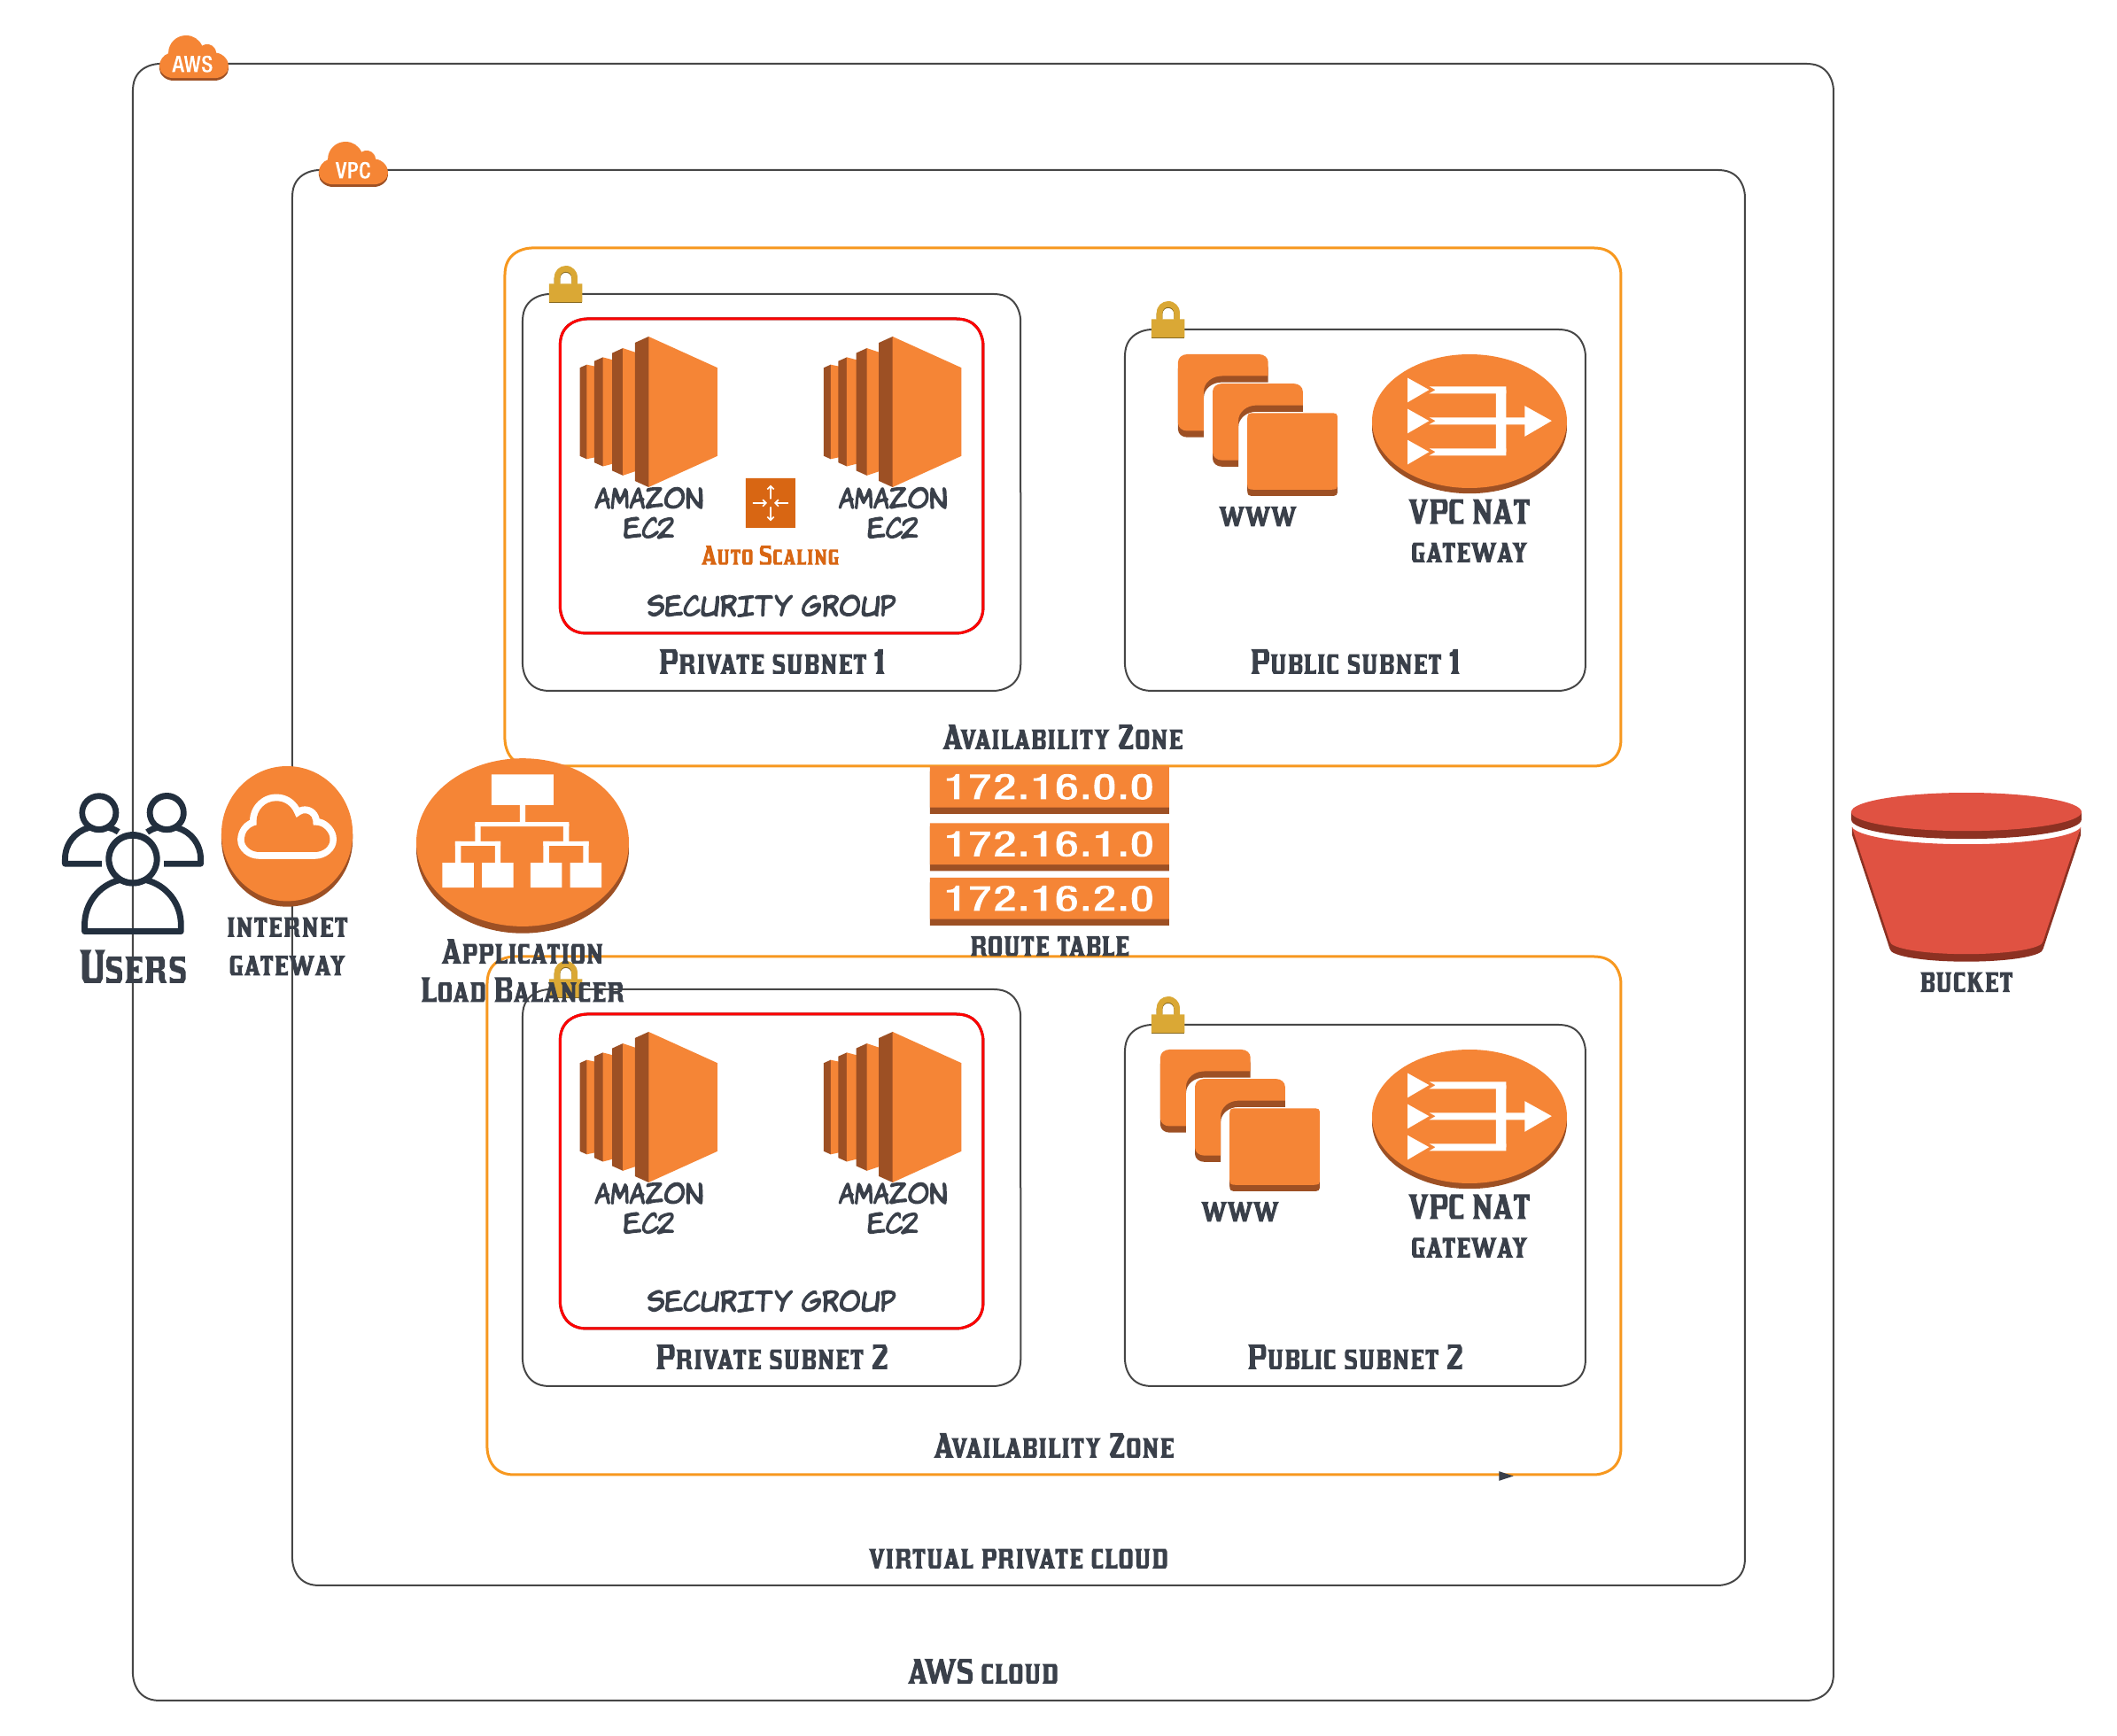 AWS
VPC
AMAZON
EC2
AMAZON
EC2
Auto Scaling
SECURITY GROUP
Private subnet 1
www
VPC NAT
gateway
Public subnet 1
Availability Zone
Users
internet
gateway
Application
Load Balancer
172.16.0.0
172.16.1.0
172.16.2.0
route table
bucket
AMAZON
EC2
AMAZON
EC2
SECURITY GROUP
Private subnet 2
www
VPC NAT
gateway
Public subnet 2
Availability Zone
virtual private cloud
AWS cloud